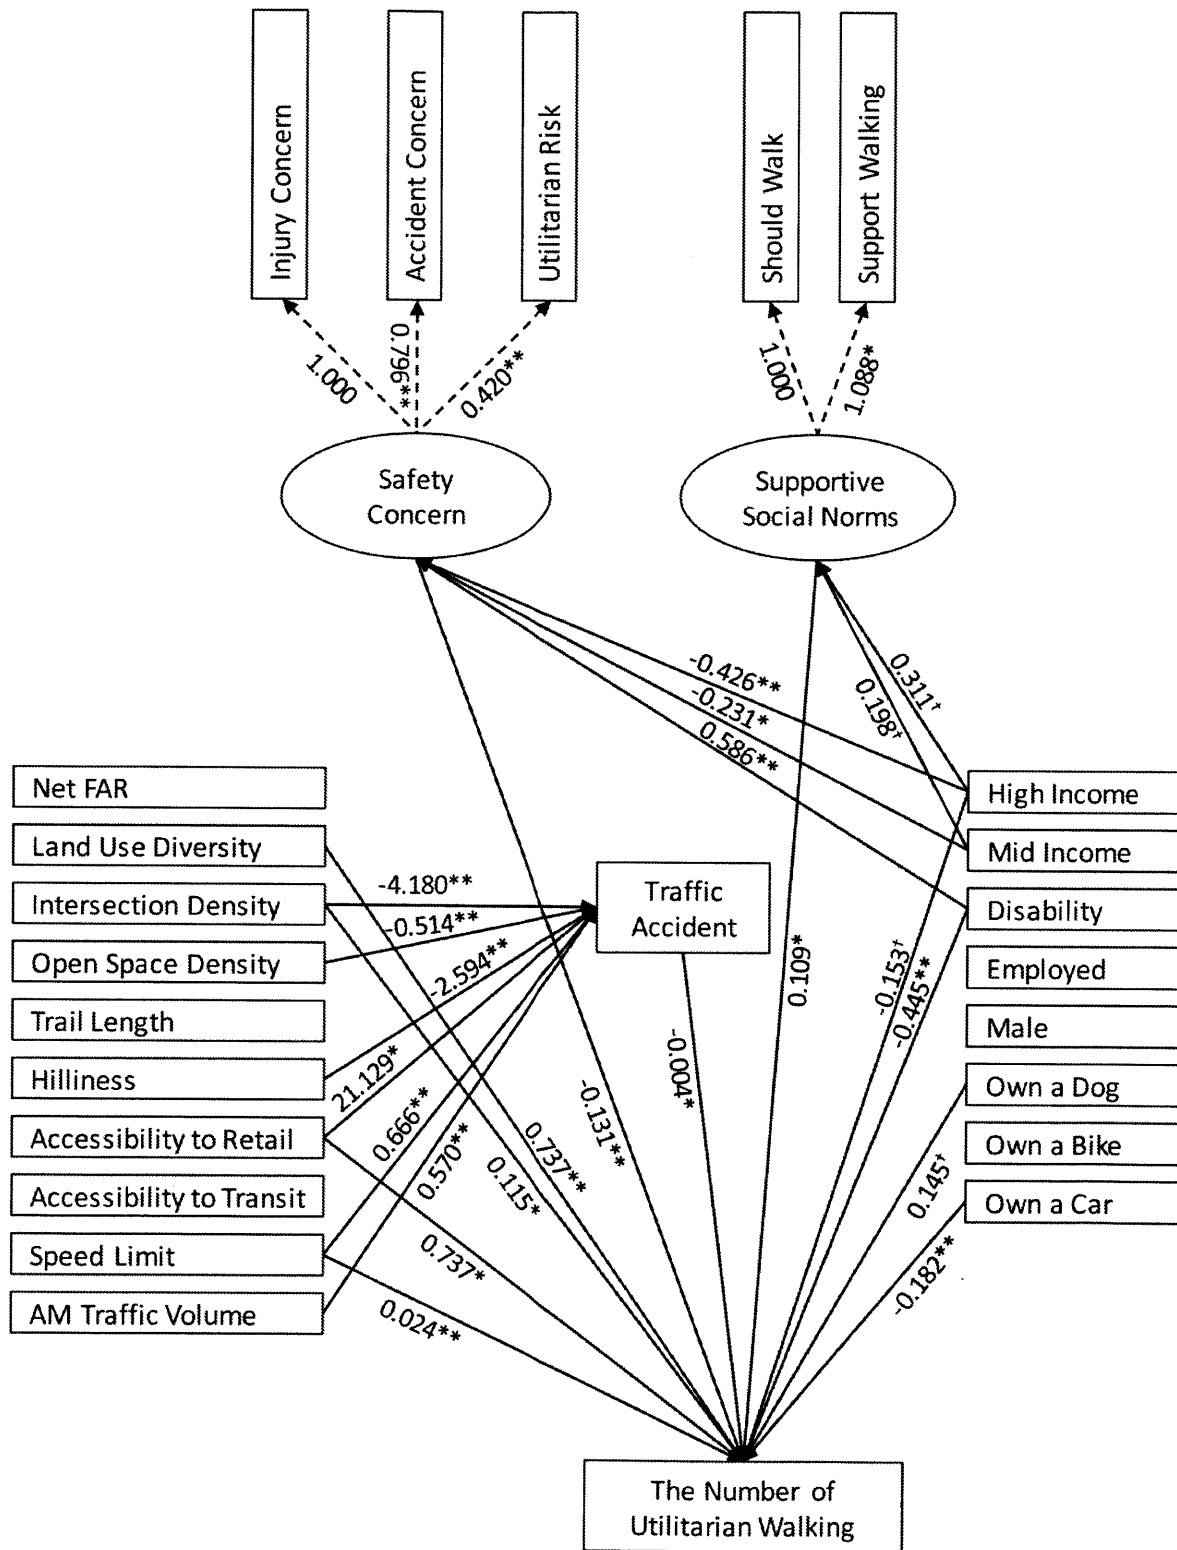 Injury Concern
Accident Concern
Utilitarian Risk
Should Walk
Support Walking
1.000
0.796**
0.420**
1.000
1.088*
Safety
Concern
Supportive
Social Norms
-0.426**
-0.231*
0.586**
0.311†
0.198†
Net FAR
Land Use Diversity
Intersection Density
Open Space Density
Trail Length
Hilliness
Accessibility to Retail
Accessibility to Transit
Speed Limit
AM Traffic Volume
-4.180**
-0.514**
-2.594**
21.129*
0.666**
0.570**
Traffic
Accident
High Income
Mid Income
Disability
Employed
Male
Own a Dog
Own a Bike
Own a Car
0.109*
-0.153†
-0.445**
-0.004*
-0.131**
0.737**
0.115*
0.737*
0.024**
0.145†
-0.182**
The Number of
Utilitarian Walking